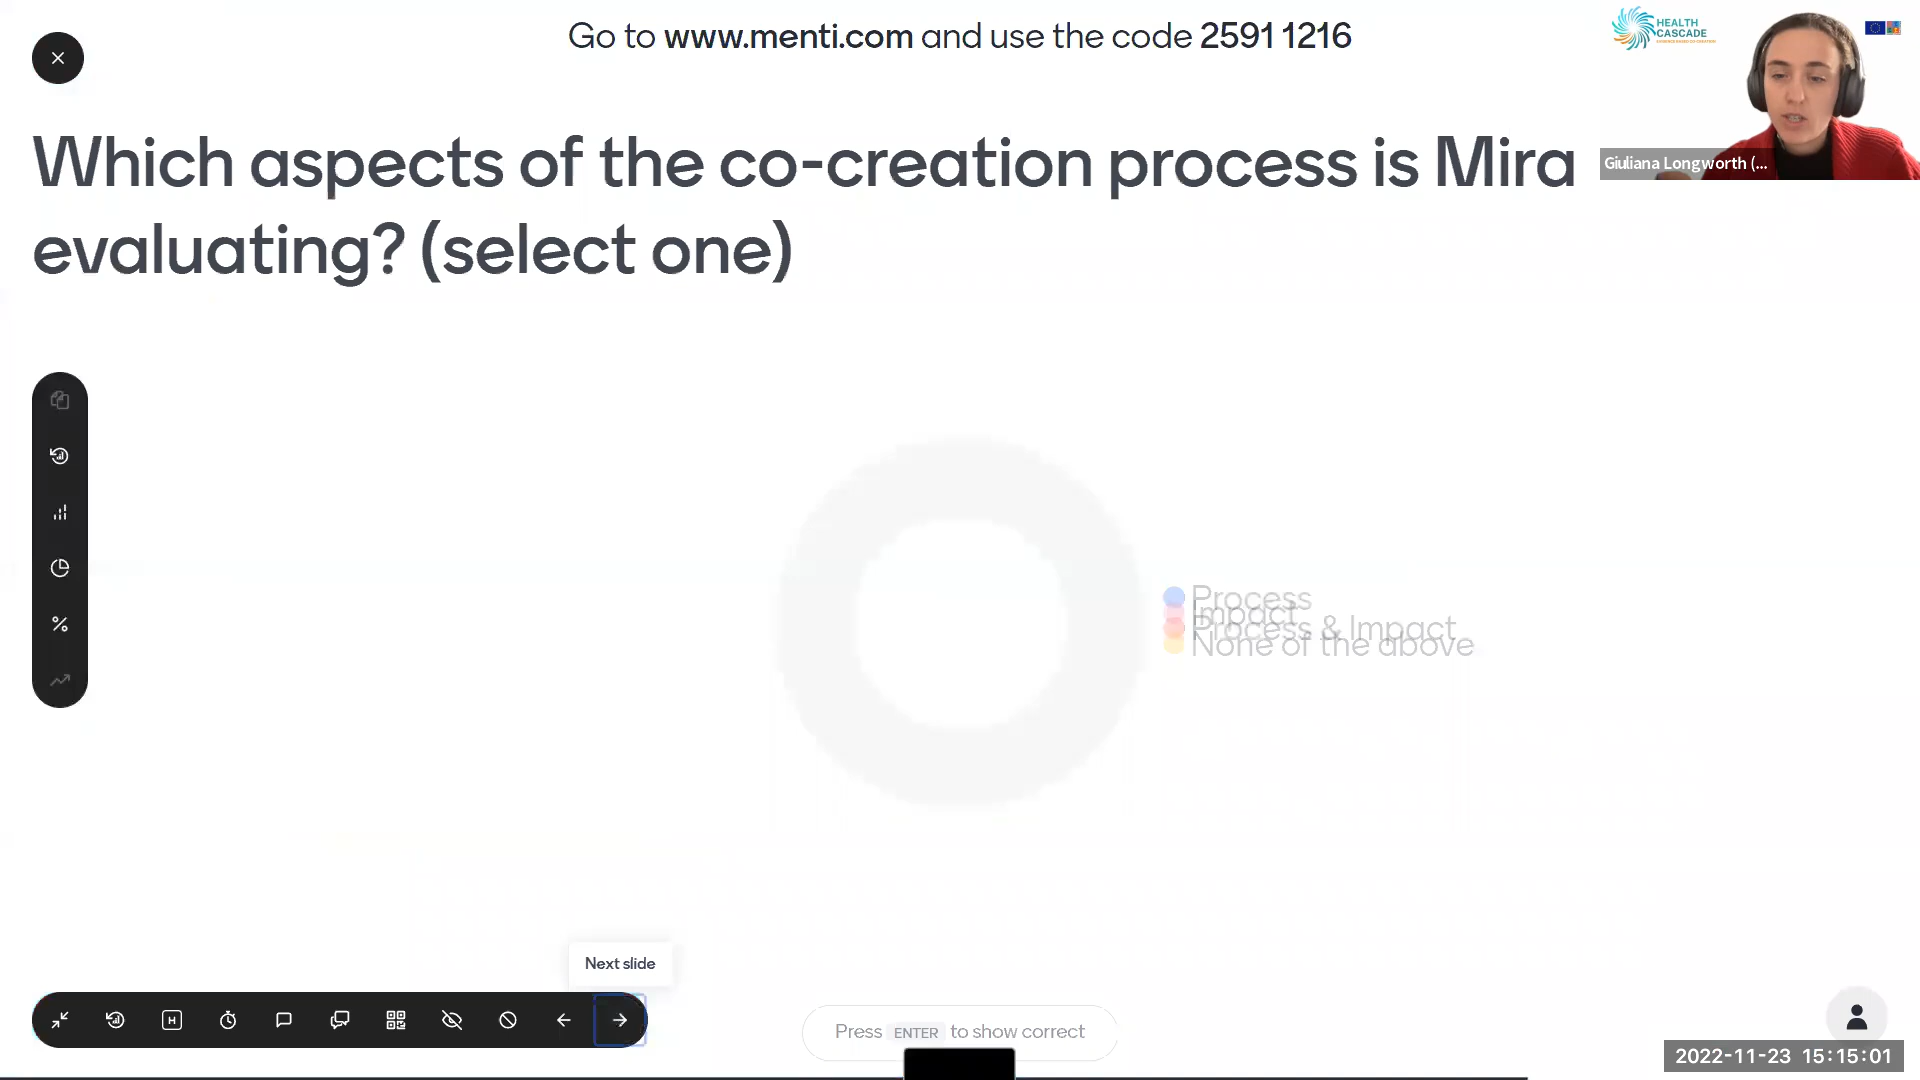 Go to www.menti.com and use the code 2591 1216
HEALTH
CASCADE
Giuliana Longworth (...
Which aspects of the co-creation process is Mira
evaluating? (select one)
Process
Impact
Process & Impact
None of the above
Next slide
Press ENTER to show correct
2022-11-23 15:15:01